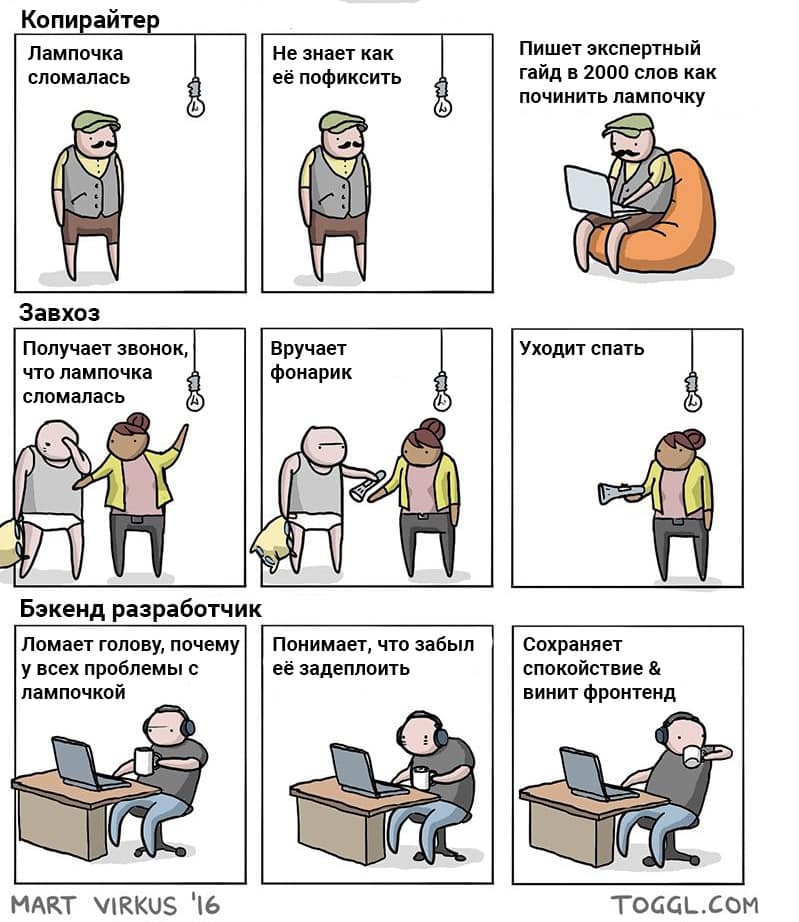 Копирайтер
Лампочка
сломалась
Не знает как
её пофиксить
Пишет экспертный
гайд в 2000 слов как
починить лампочку
Завхоз
Получает звонок,
что лампочка
сломалась
Вручает
фонарик
Уходит спать
Бэкенд разработчик
Ломает голову, почему
у всех проблемы с
лампочкой
Понимает, что забыл
её задеплоить
Сохраняет
спокойствие &
винит фронтенд
MART VIRKUS '16
TOGGL.COM